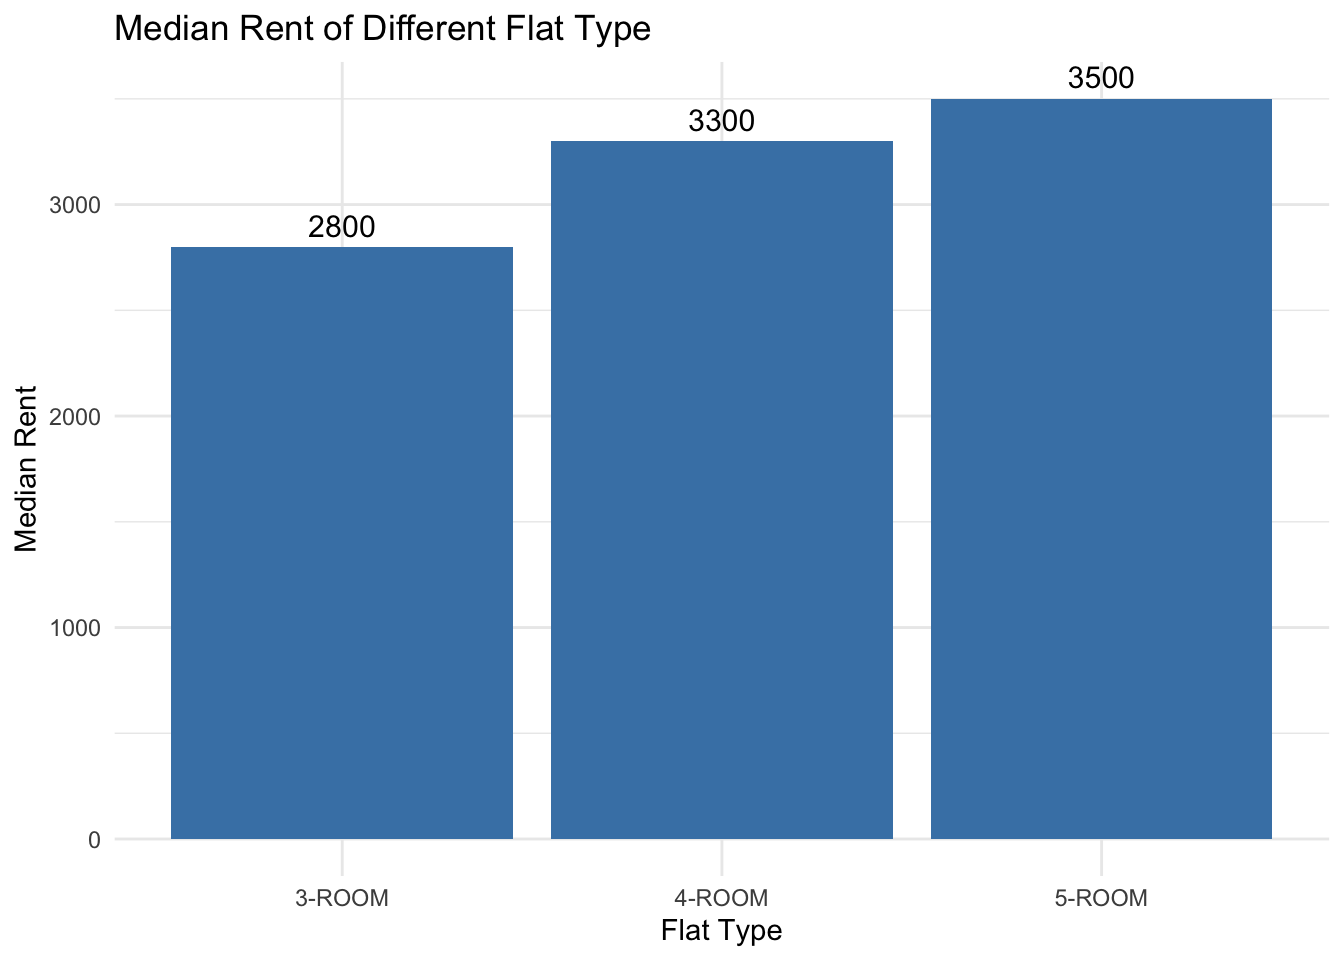 Median Rent of Different Flat Type
3500
3300
2800
3000
2000
1000
0
Median Rent
3-ROOM 4-ROOM 5-ROOM
Flat Type